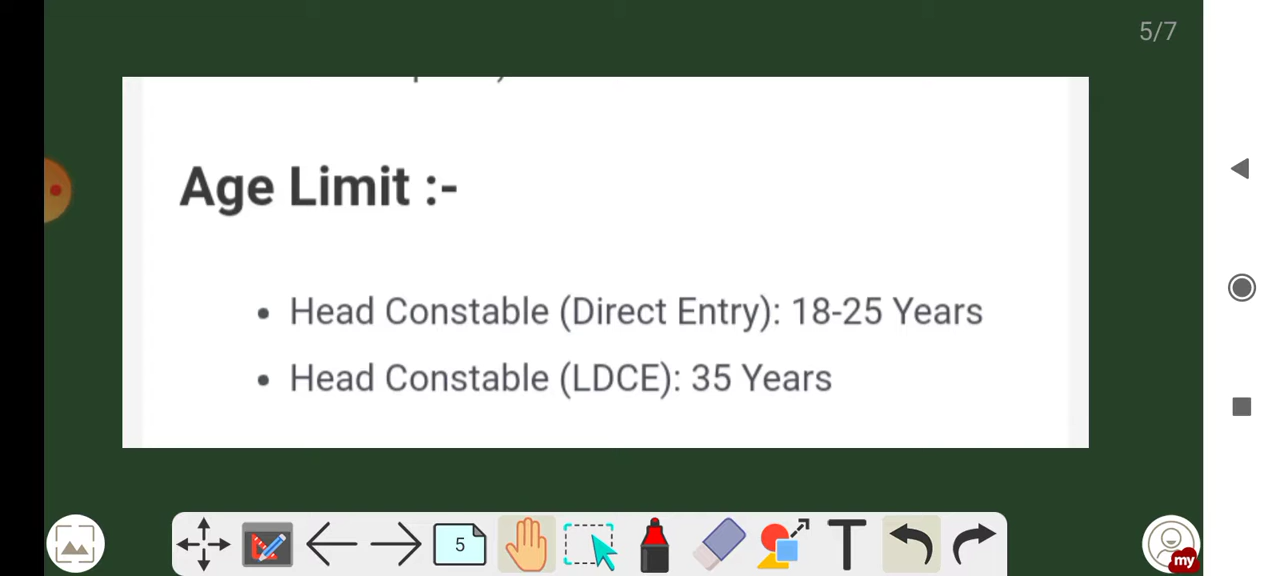 5/7
Age Limit :-
• Head Constable (Direct Entry): 18-25 Years
• Head Constable (LDCE): 35 Years
5
T
my